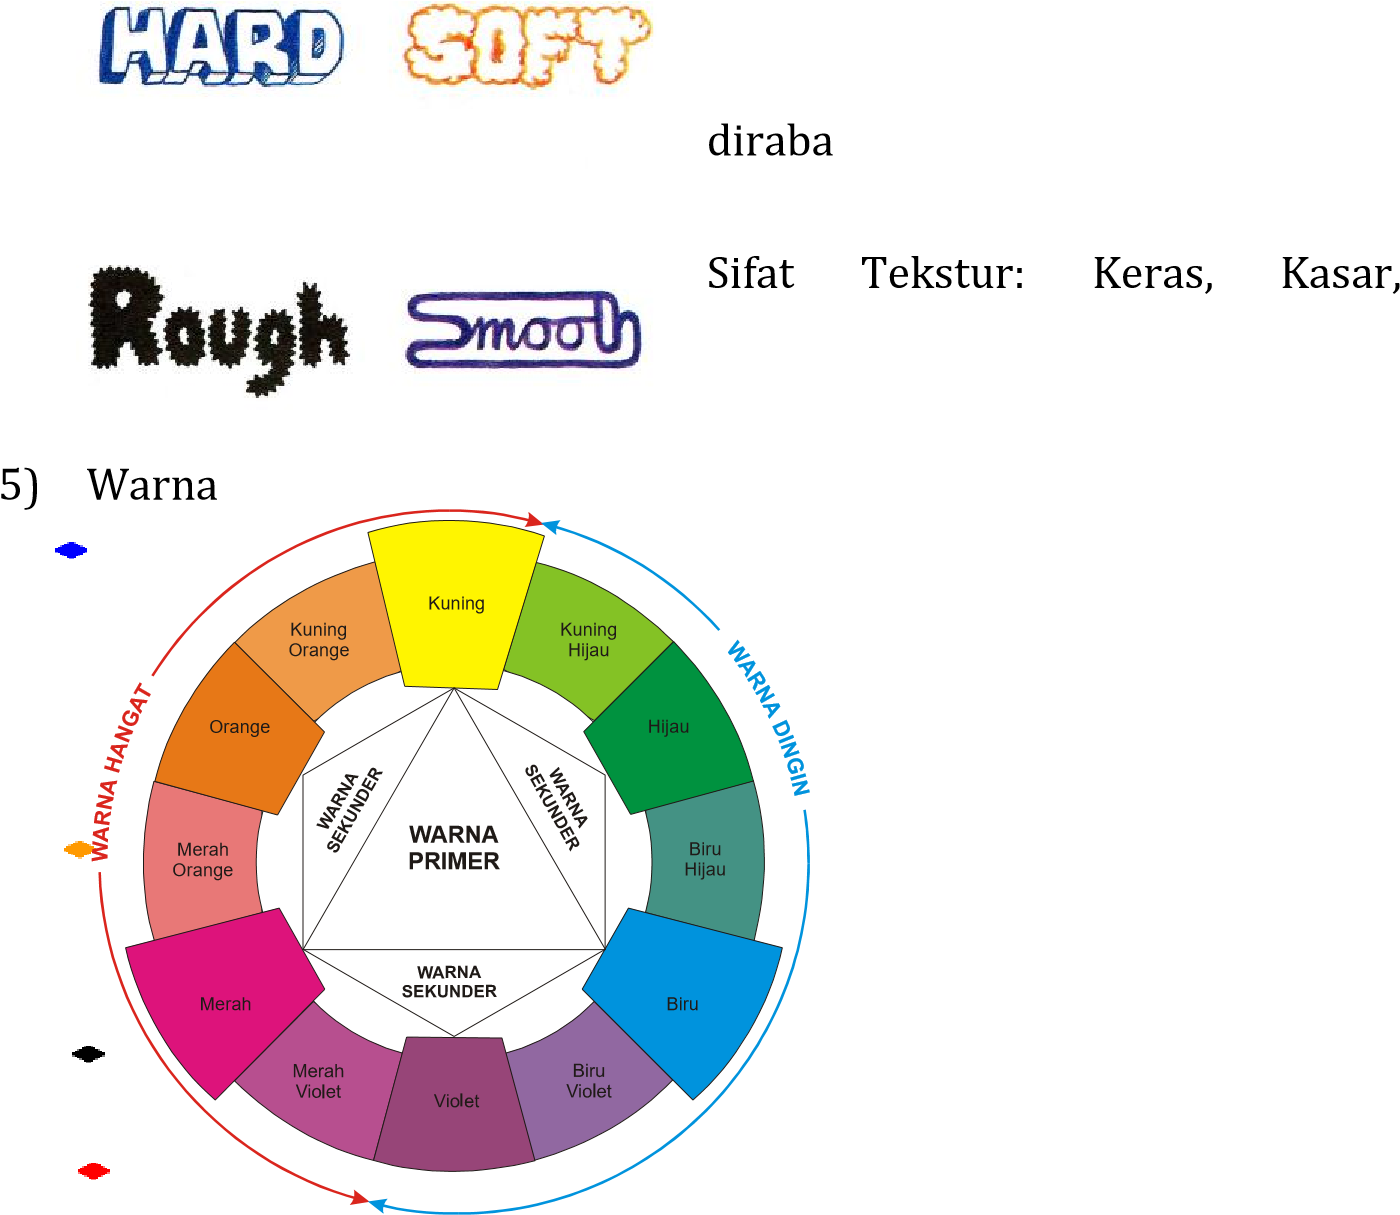 HARD SOFT
diraba
Sifat Tekstur: Keras, Kasar,
Rough Smooth
5) Warna
Kuning
Kuning
Orange
Kuning
Hijau
Orange
Hijau
WARNA HANGAT
WARNA DINGIN
WARNA
SEKUNDER
WARNA
SEKUNDER
WARNA
PRIMER
Merah
Orange
Biru
Hijau
WARNA
SEKUNDER
Merah
Biru
Merah
Violet
Violet
Biru
Violet